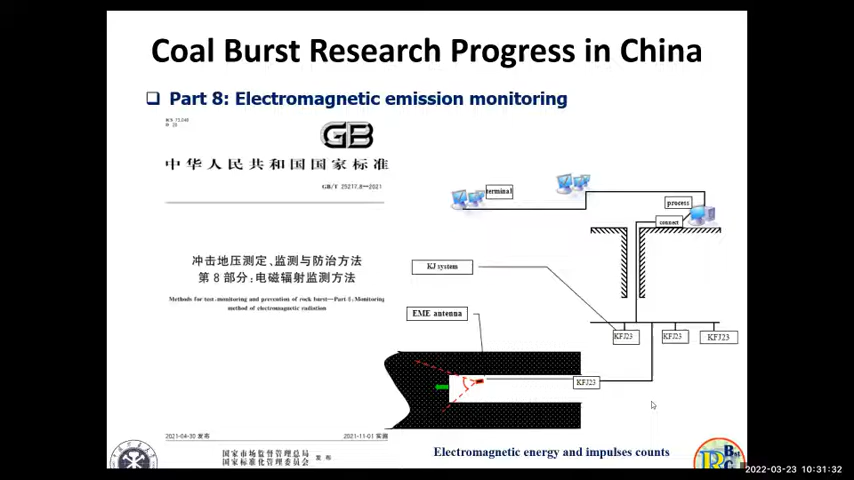 Coal Burst Research Progress in China
Part 8: Electromagnetic emission monitoring
GB
中华人民共和国国家标准
GB/T 25217.8—2021
冲击地压测定、监测与防治方法
第8部分:电磁辐射监测方法
Methods for test, monitoring and prevention of rock burst—Part 8: Monitoring
method of electromagnetic radiation
2021-04-30 发布
2021-11-01 实施
国家市场监督管理总局
国家标准化管理委员会
发布
terminal
process
connect
KJ system
EME antenna
KFJ23
KFJ23
KFJ23
KFJ23
Electromagnetic energy and impulses counts
2022-03-23 10:31:32